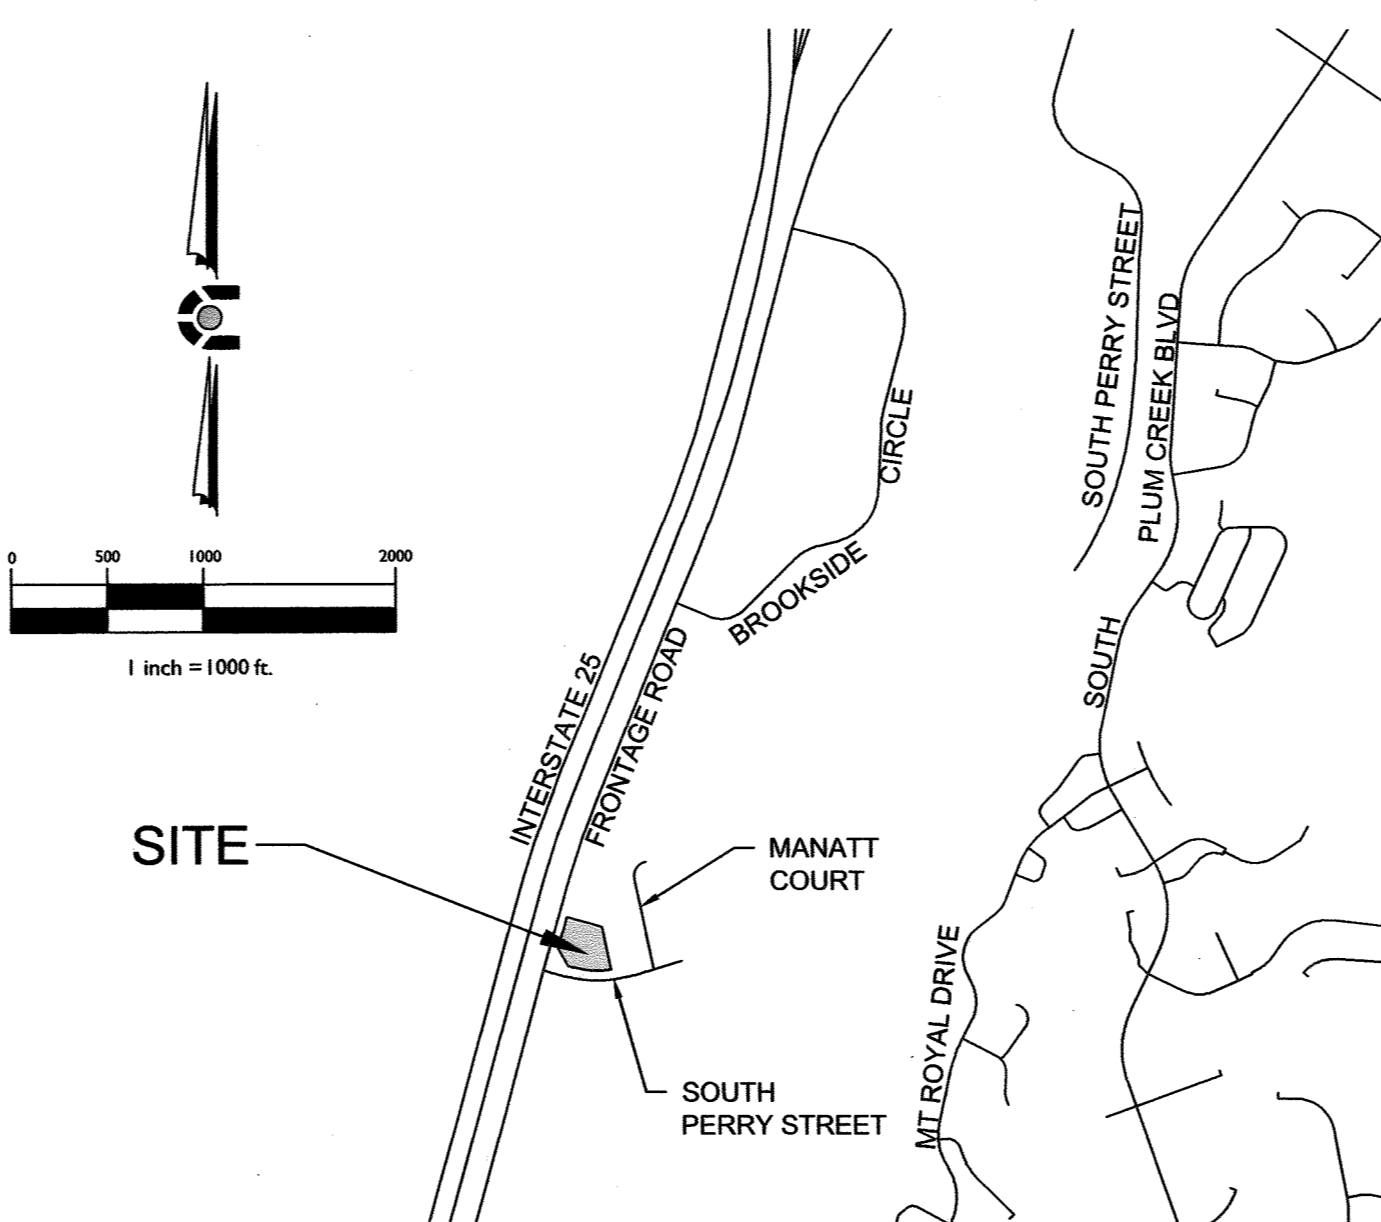 0 500 1000 2000
1 inch = 1000 ft.
SITE
INTERSTATE 25
FRONTAGE ROAD
BROOKSIDE
CIRCLE
MANATT
COURT
SOUTH
PERRY STREET
SOUTH PERRY STREET
SOUTH
PLUM CREEK BLVD
MT ROYAL DRIVE